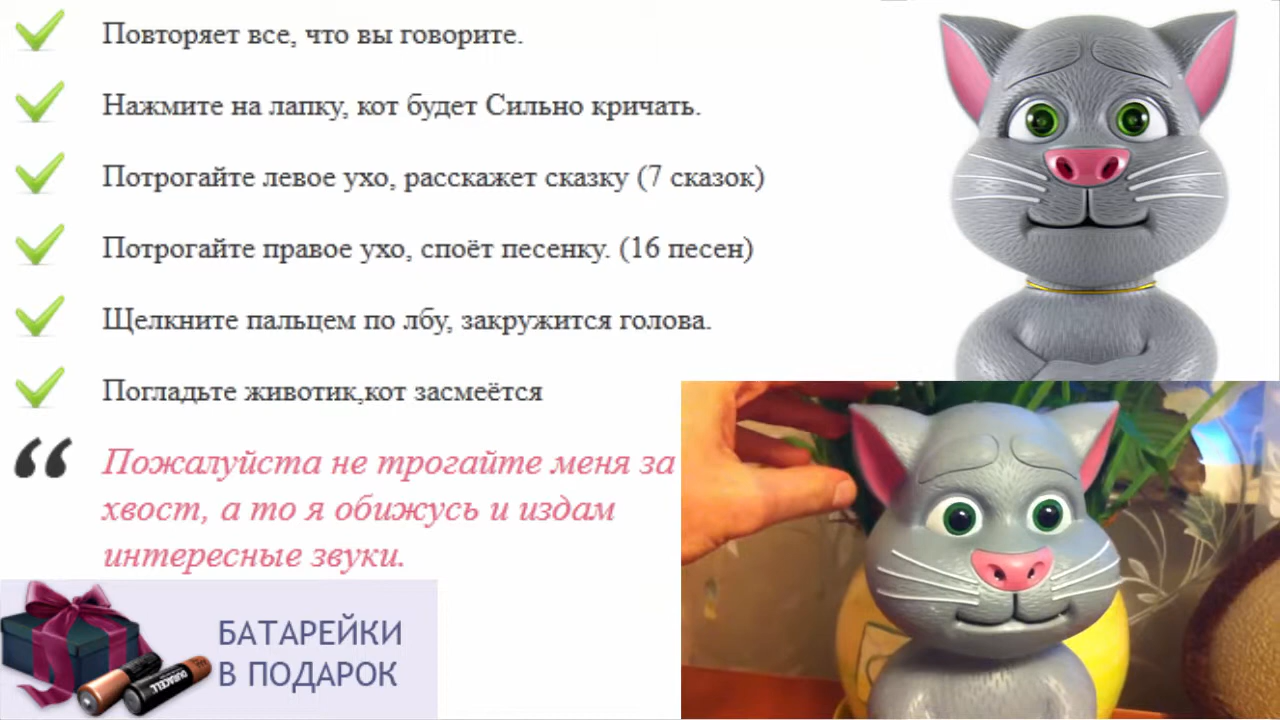 Повторяет все, что вы говорите.
Нажмите на лапку, кот будет Сильно кричать.
Потрогайте левое ухо, расскажет сказку (7 сказок)
Потрогайте правое ухо, споёт песенку. (16 песен)
Щелкните пальцем по лбу, закружится голова.
Погладьте животик,кот засмеётся
“ Пожалуйста не трогайте меня за
хвост, а то я обижусь и издам
интересные звуки.
БАТАРЕЙКИ
В ПОДАРОК
DURACELL